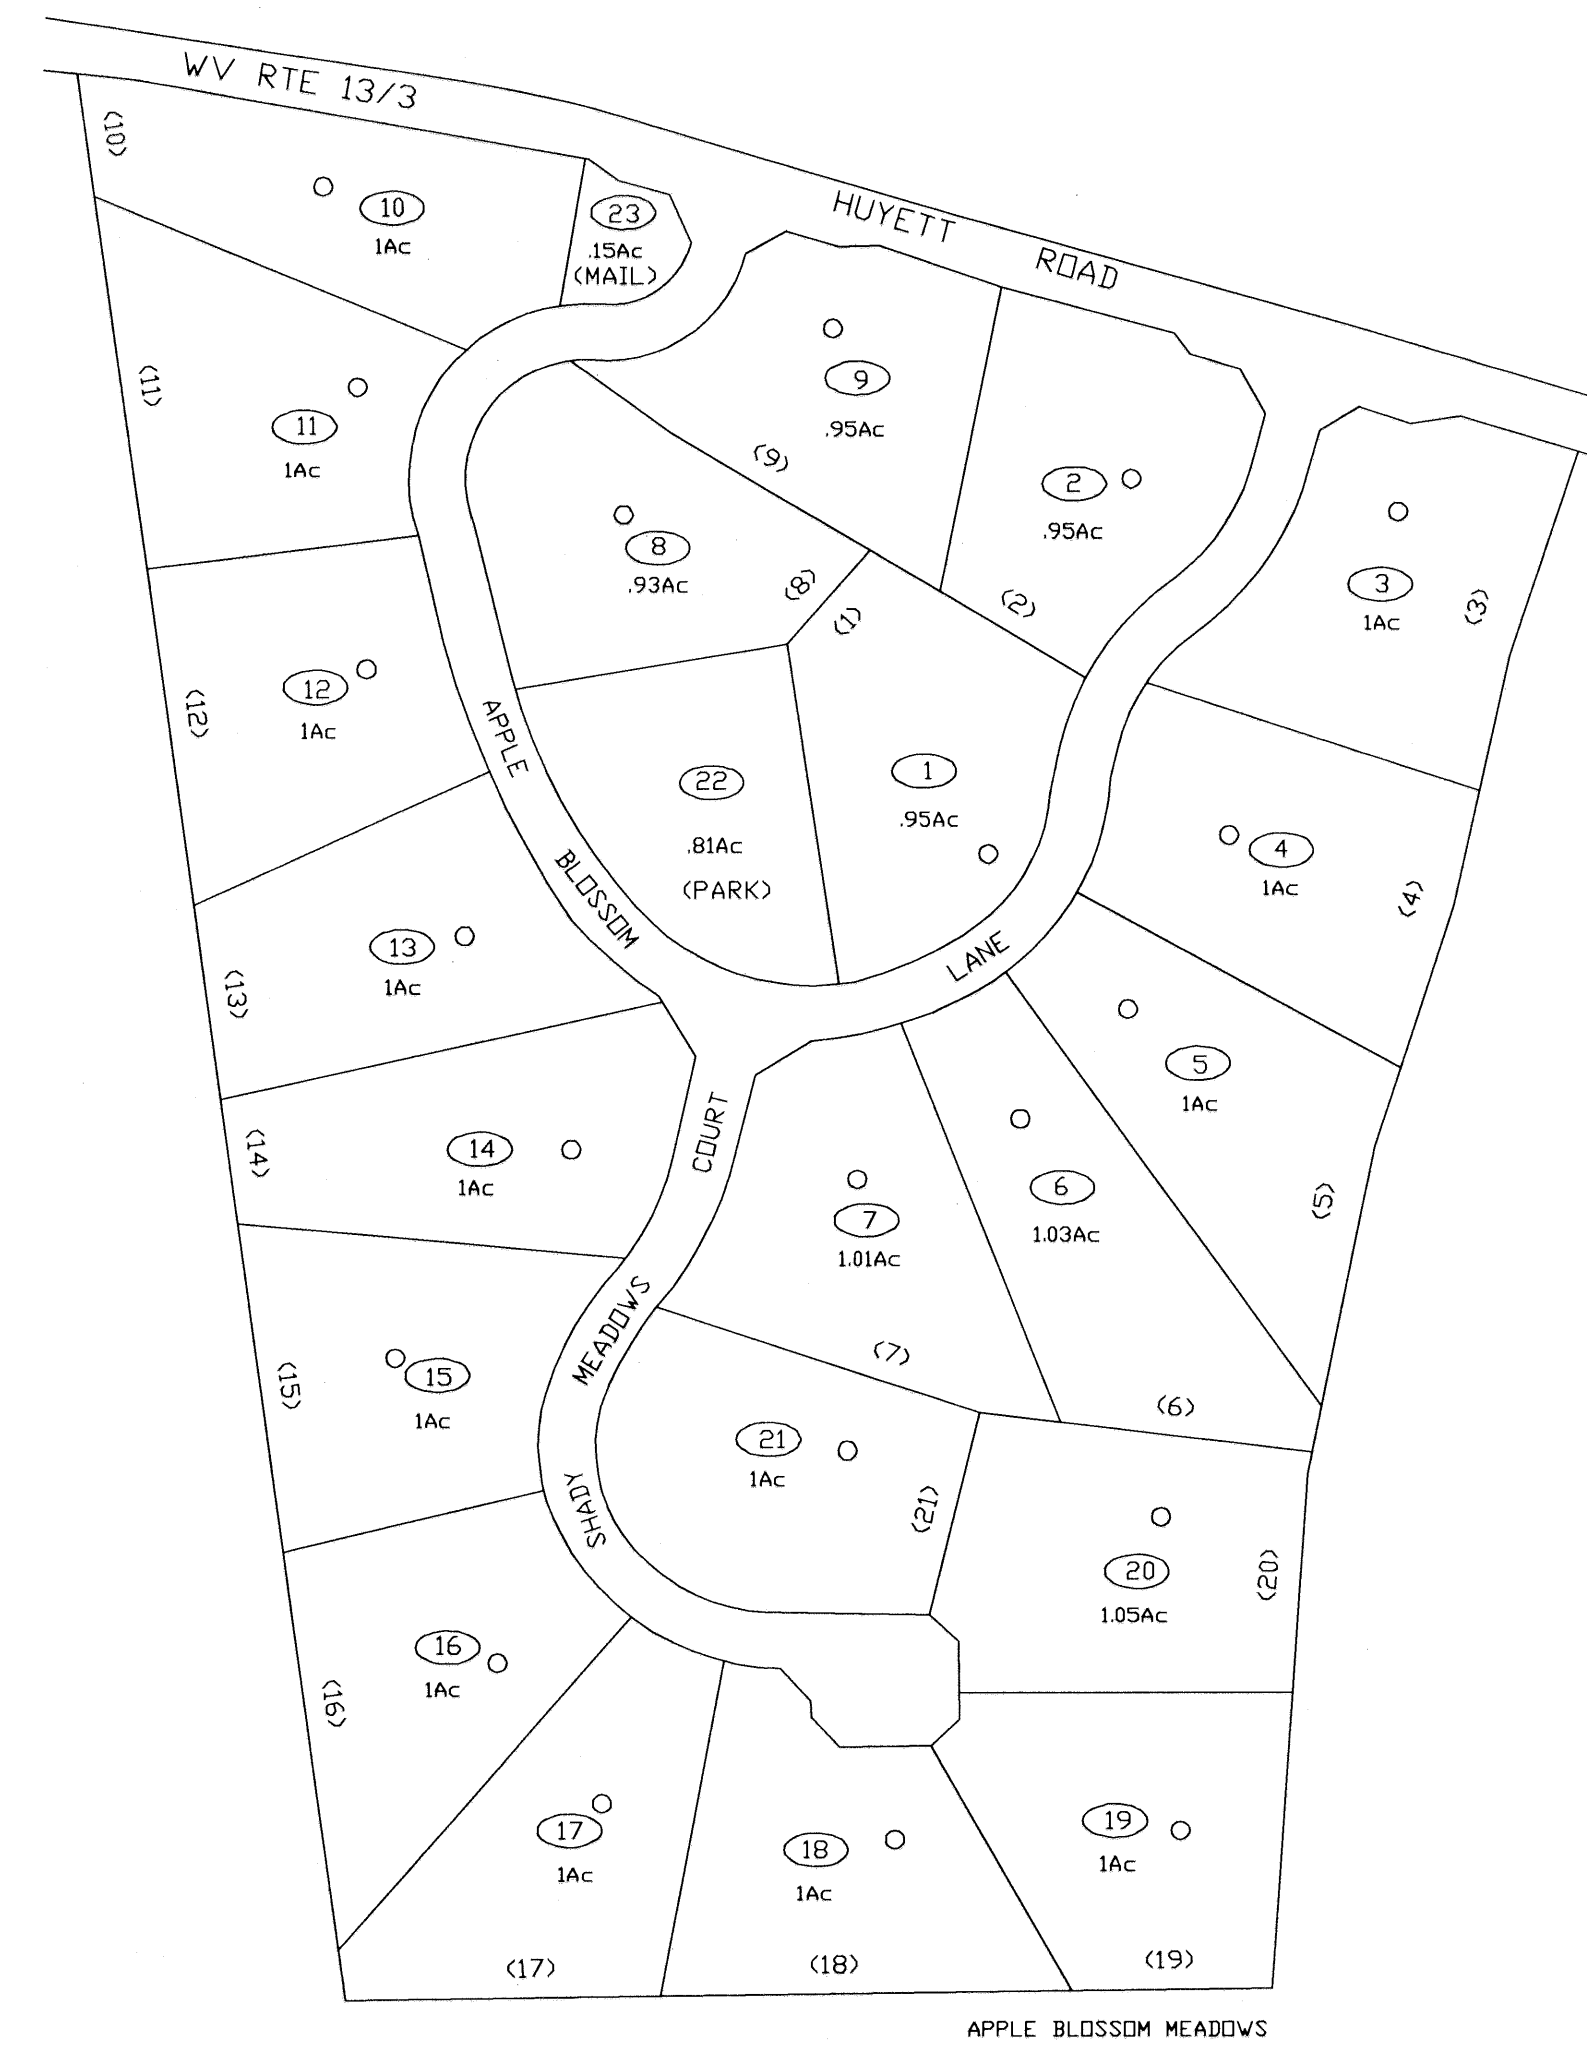 WV RTE 13/3
HUYETT ROAD
(10)
10
1Ac
23
.15Ac
(MAIL)
9
.95Ac
(9)
2
.95Ac
(2)
3
1Ac
(3)
(11)
11
1Ac
8
.93Ac
(8)
(1)
1
.95Ac
(12)
12
1Ac
22
.81Ac
(PARK)
4
1Ac
(4)
APPLE BLOSSOM LANE
(13)
13
1Ac
5
1Ac
(5)
(14)
14
1Ac
6
1.03Ac
(6)
7
1.01Ac
(7)
SHADY MEADOWS COURT
(15)
15
1Ac
21
1Ac
(21)
20
1.05Ac
(20)
(16)
16
1Ac
17
1Ac
(17)
18
1Ac
(18)
19
1Ac
(19)
APPLE BLOSSOM MEADOWS